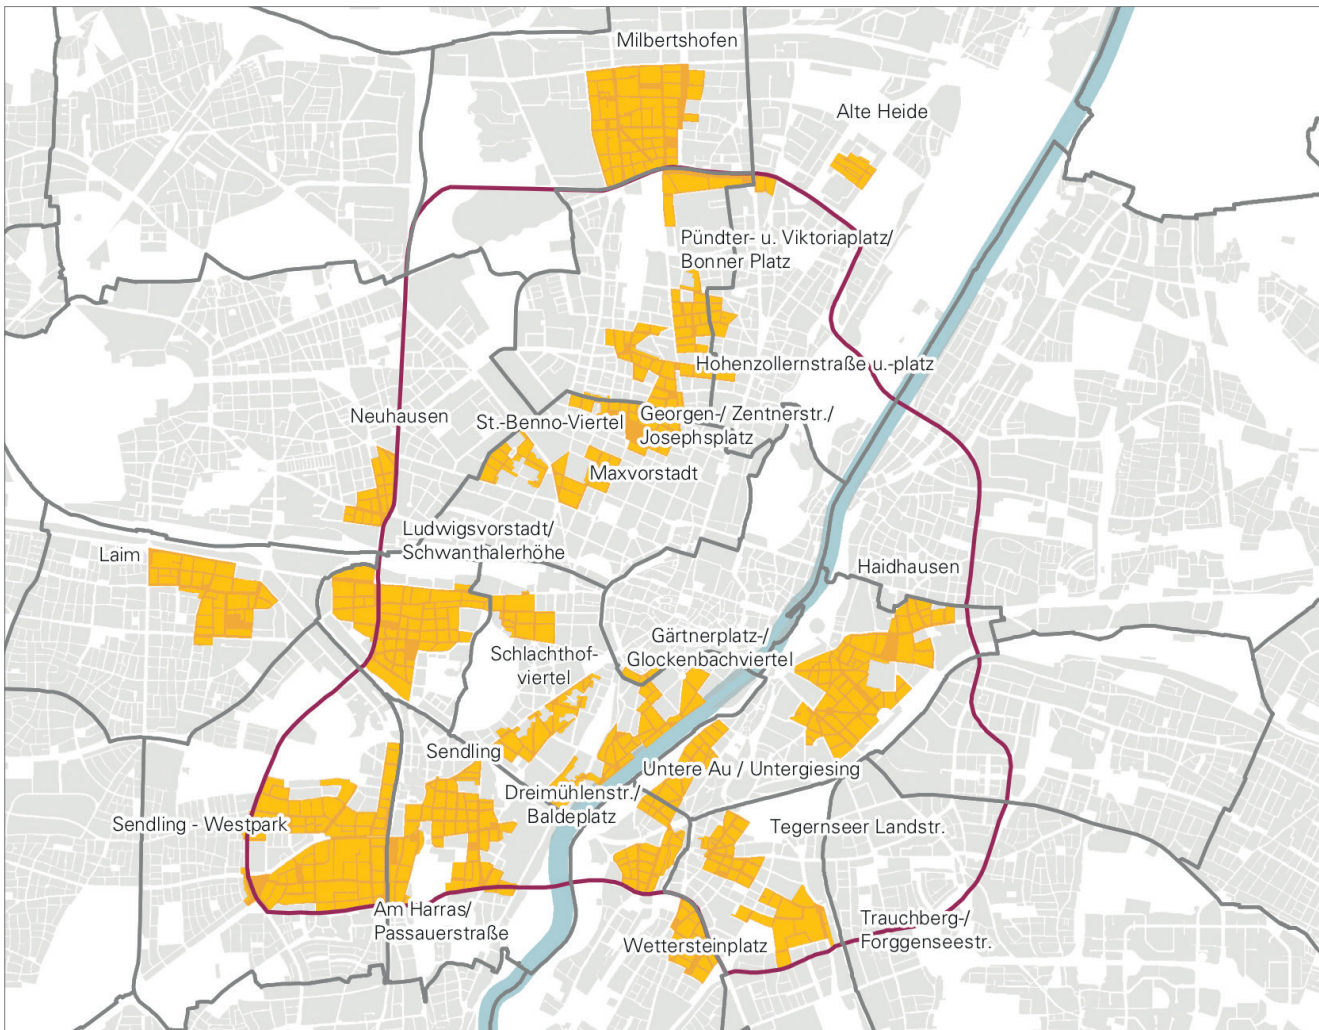 Milbertshofen
Alte Heide
Pündter- u. Viktoriaplatz/
Bonner Platz
Hohenzollernstraße u.-platz
Neuhausen
St.-Benno-Viertel
Georgen-/ Zentnerstr./
Josephsplatz
Maxvorstadt
Ludwigsvorstadt/
Schwanthalerhöhe
Laim
Haidhausen
Gärtnerplatz-/
Glockenbachviertel
Schlachthof-
viertel
Sendling
Untere Au / Untergiesing
Dreimühlenstr./
Baldeplatz
Sendling - Westpark
Tegernseer Landstr.
Am Harras/
Passauerstraße
Wettersteinplatz
Trauchberg-/
Forggenseestr.